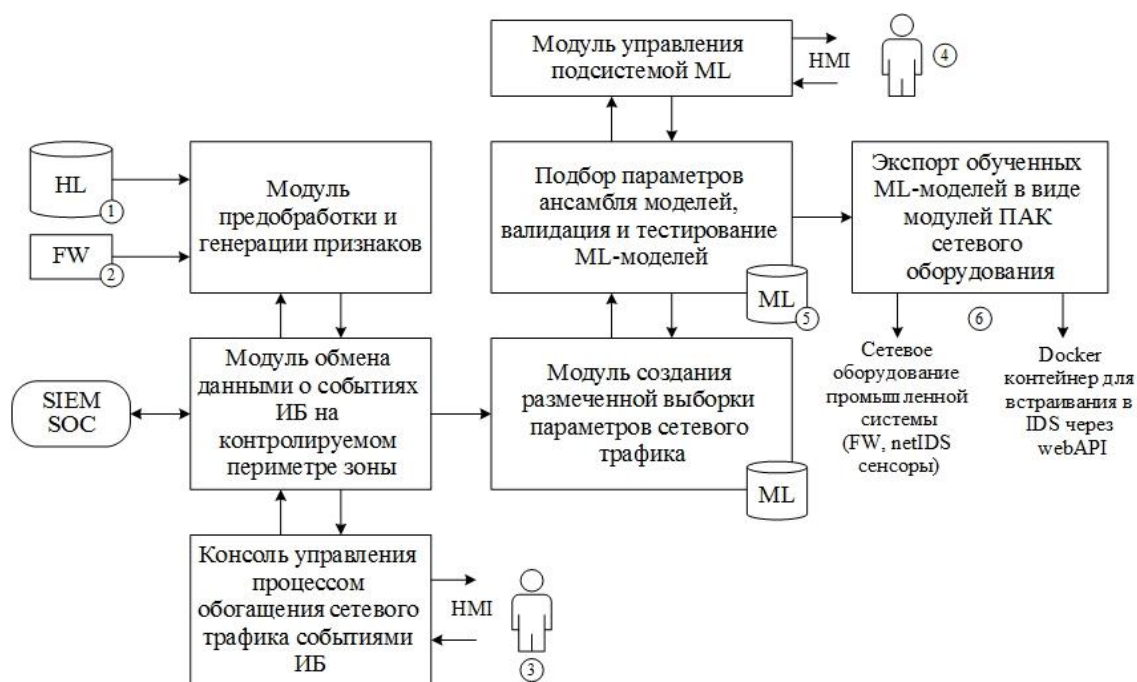 Модуль управления
подсистемой ML
HMI
4
HL
1
FW
2
Модуль
предобработки и
генерации признаков
Подбор параметров
ансамбля моделей,
валидация и тестирование
ML-моделей
ML
5
Экспорт обученных
ML-моделей в виде
модулей ПАК
сетевого
оборудования
6
Сетевое
оборудование
промышленной
системы
(FW, netIDS
сенсоры)
Docker
контейнер для
встраивания в
IDS через
webAPI
SIEM
SOC
Модуль обмена
данными о событиях
ИБ на
контролируемом
периметре зоны
Модуль создания
размеченной выборки
параметров сетевого
трафика
ML
Консоль управления
процессом
обогащения сетевого
трафика событиями
ИБ
HMI
3